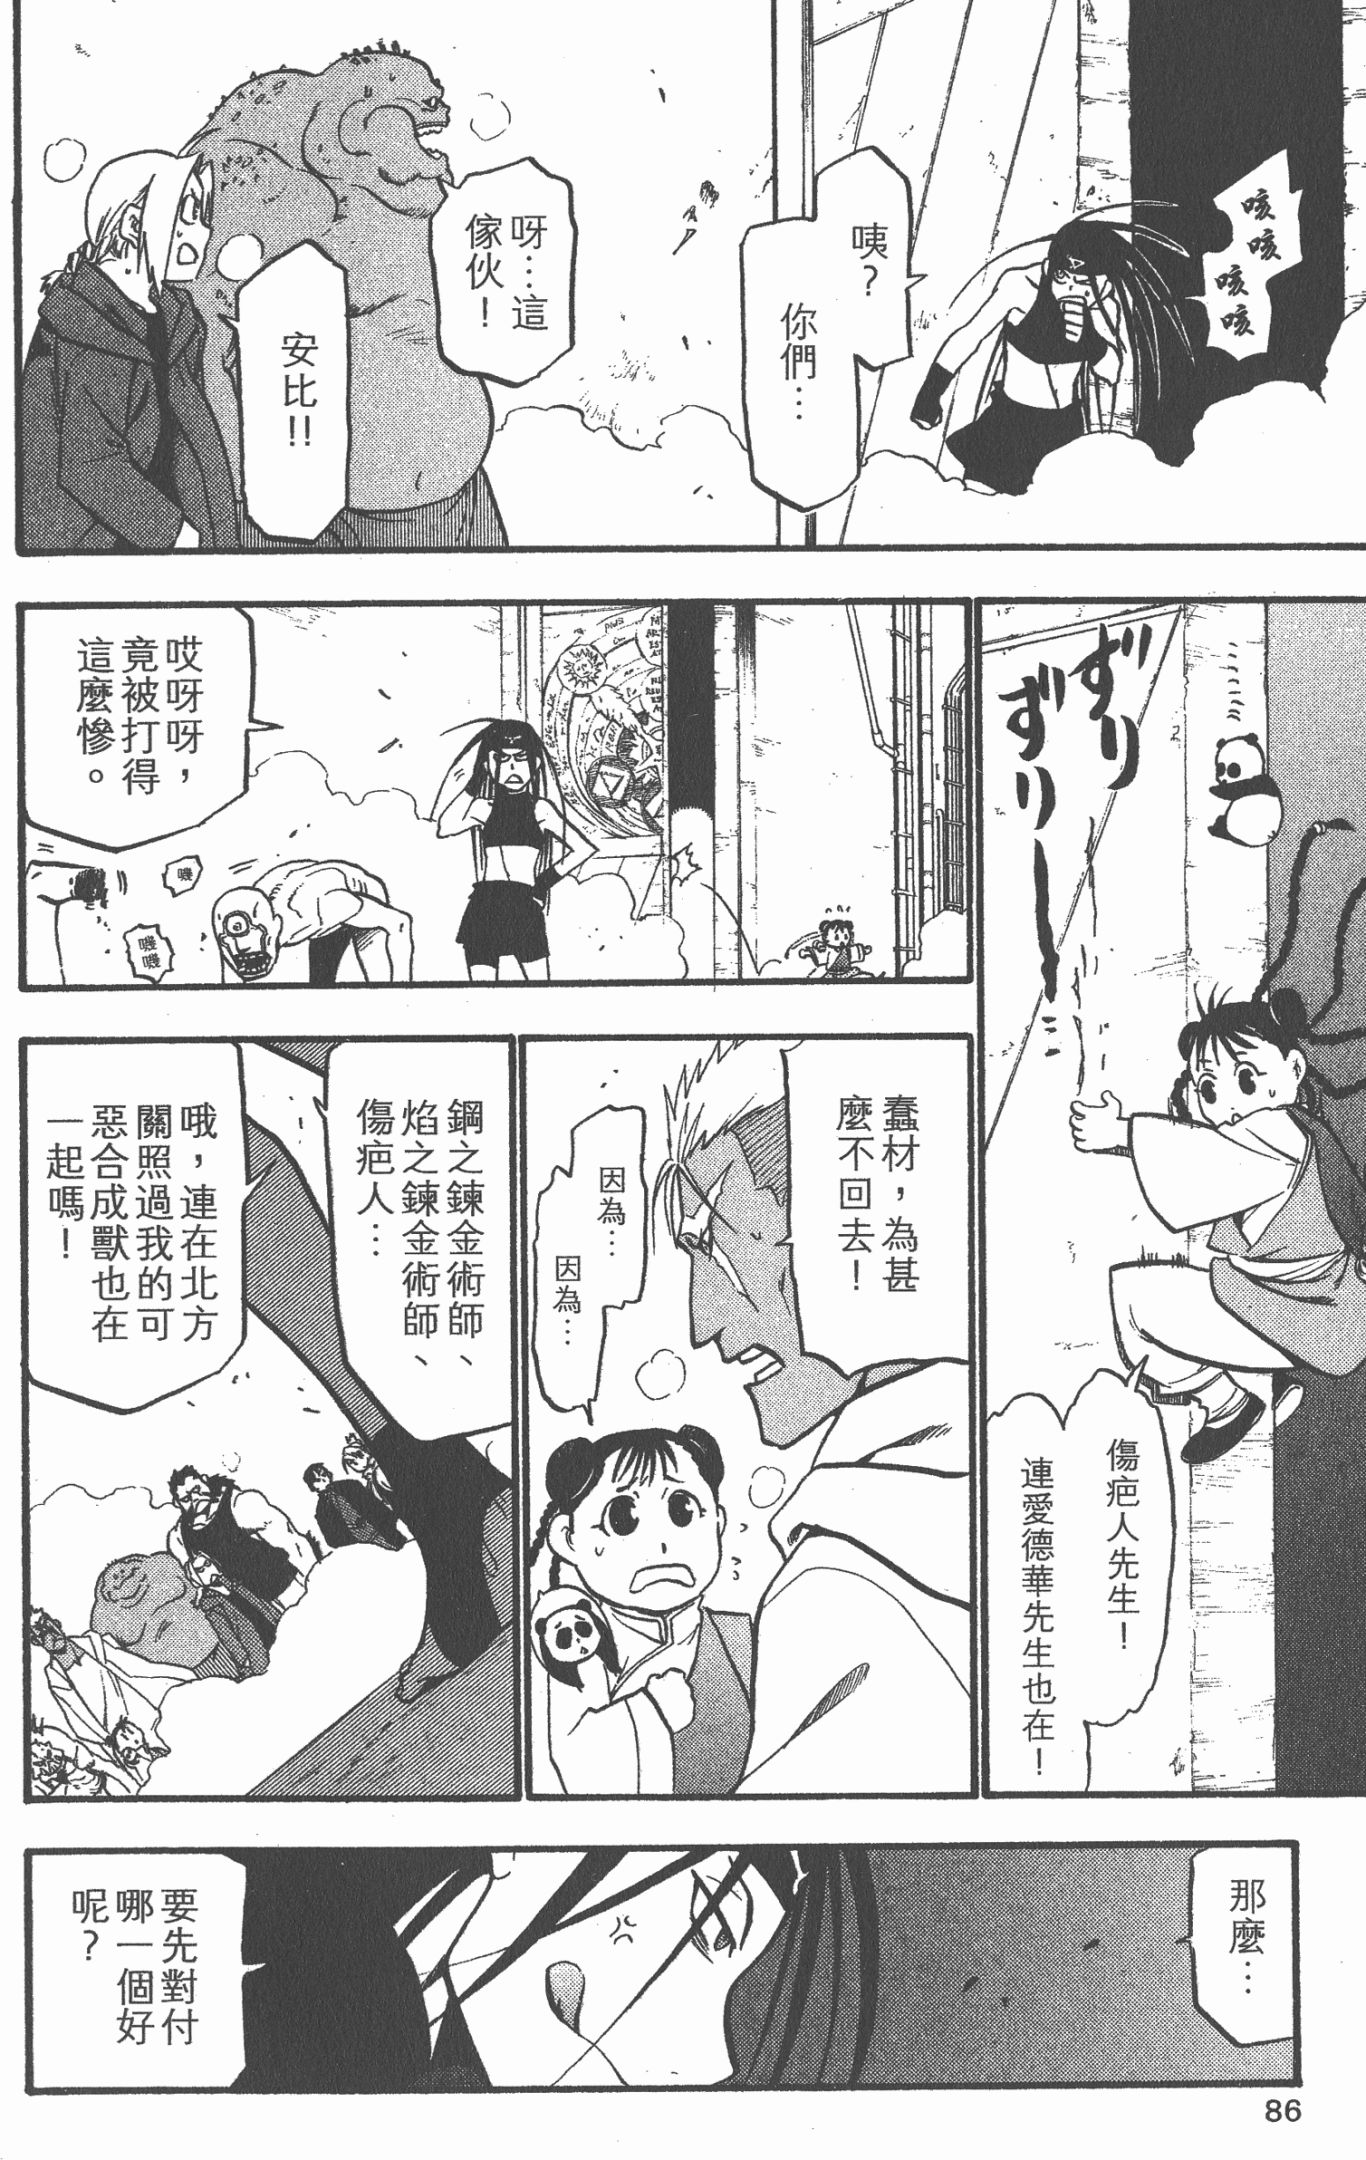 咳咳
咳咳
咦?
你們…
呀…這
傢伙!
安比!!
ずり
ずりー
傷疤人先生!
連愛德華先生也在!
哎呀呀，
竟被打得
這麼慘。
嘰
嘰嘰
蠢材，為甚
麼不回去!
因為…
因為…
鋼之鍊金術師、
焰之鍊金術師、
傷疤人…
哦，連在北方
關照過我的可
惡合成獸也在
一起嗎!
那麼…
要先對付
哪一個好
呢?
86